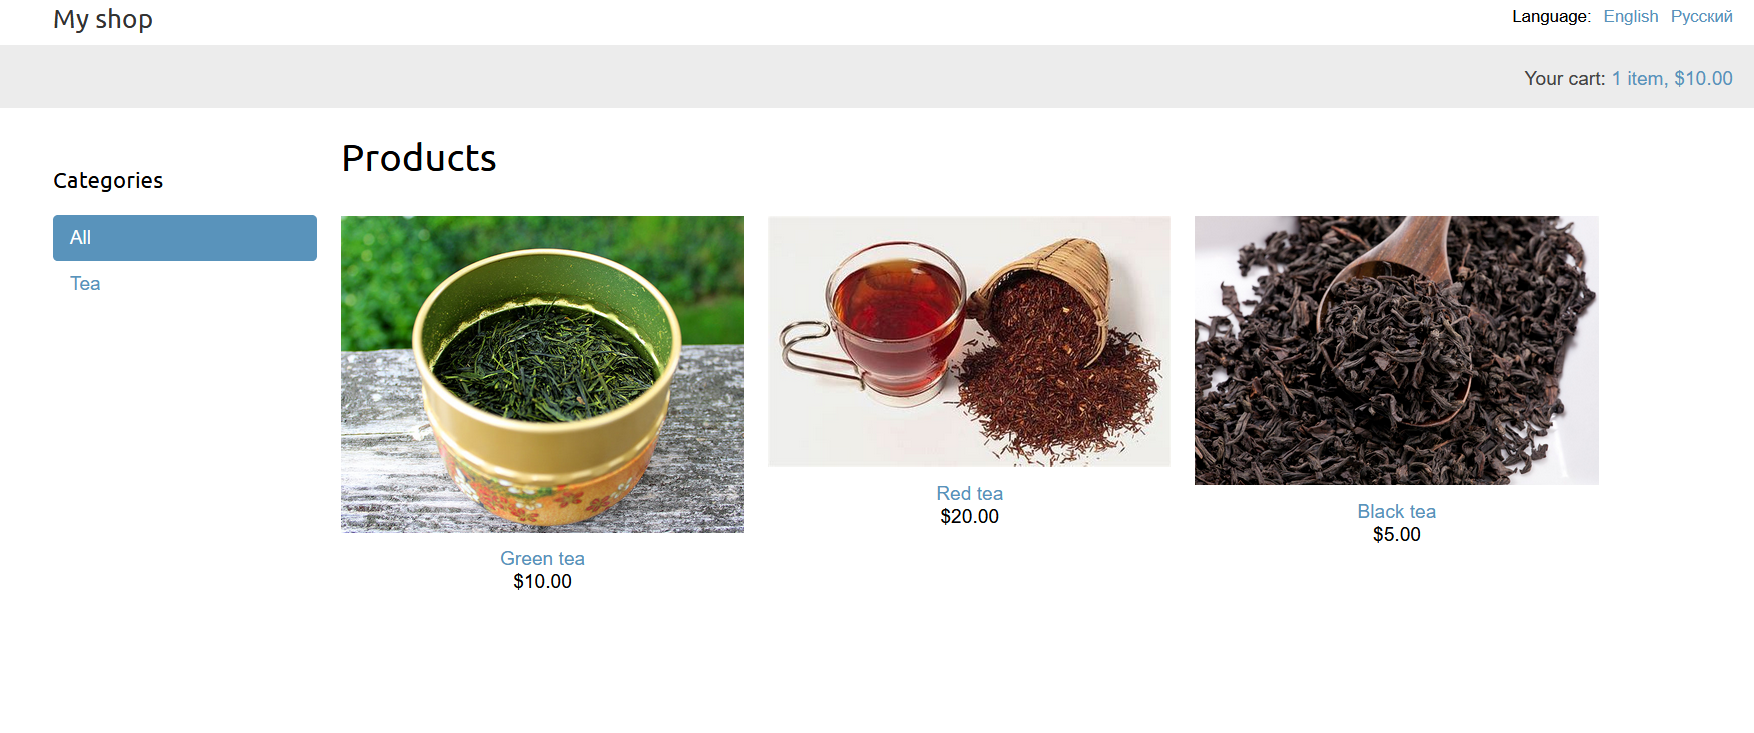 My shop
Language: English Русский
Your cart: 1 item, $10.00
Categories
All
Tea
Products
Green tea
$10.00
Red tea
$20.00
Black tea
$5.00